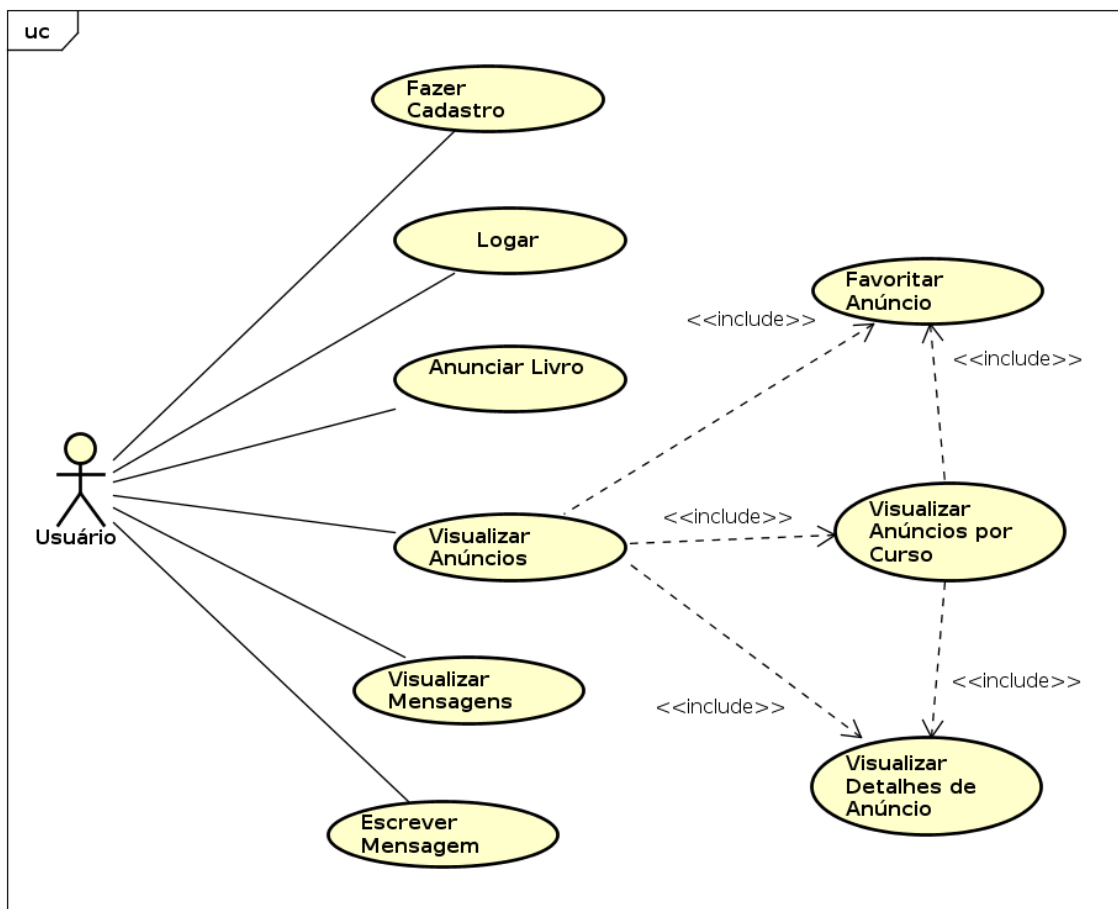 uc
Fazer
Cadastro
Logar
Favoritar
Anúncio
<<include>>
<<include>>
Anunciar Livro
Usuário
Visualizar
Anúncios
<<include>>
Visualizar
Anúncios por
Curso
Visualizar
Mensagens
<<include>>
<<include>>
Visualizar
Detalhes de
Anúncio
Escrever
Mensagem